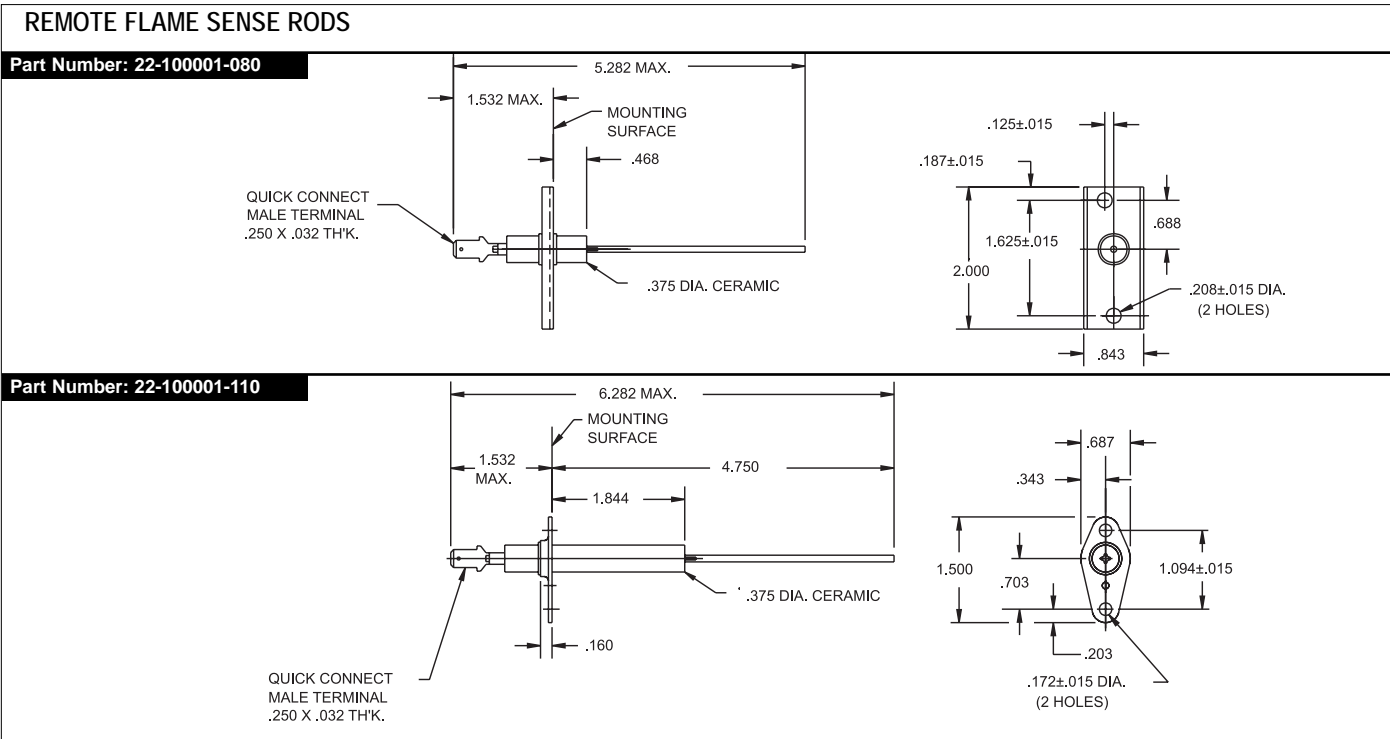 REMOTE FLAME SENSE RODS
Part Number: 22-100001-080
5.282 MAX.
1.532 MAX.
MOUNTING
SURFACE
.468
QUICK CONNECT
MALE TERMINAL
.250 X .032 TH'K.
.375 DIA. CERAMIC
.125±.015
.187±.015
.688
1.625±.015
2.000
.208±.015 DIA.
(2 HOLES)
.843
Part Number: 22-100001-110
6.282 MAX.
MOUNTING
SURFACE
1.532
MAX.
4.750
1.844
.375 DIA. CERAMIC
.160
QUICK CONNECT
MALE TERMINAL
.250 X .032 TH'K.
.687
.343
1.500
.703
1.094±.015
.203
.172±.015 DIA.
(2 HOLES)